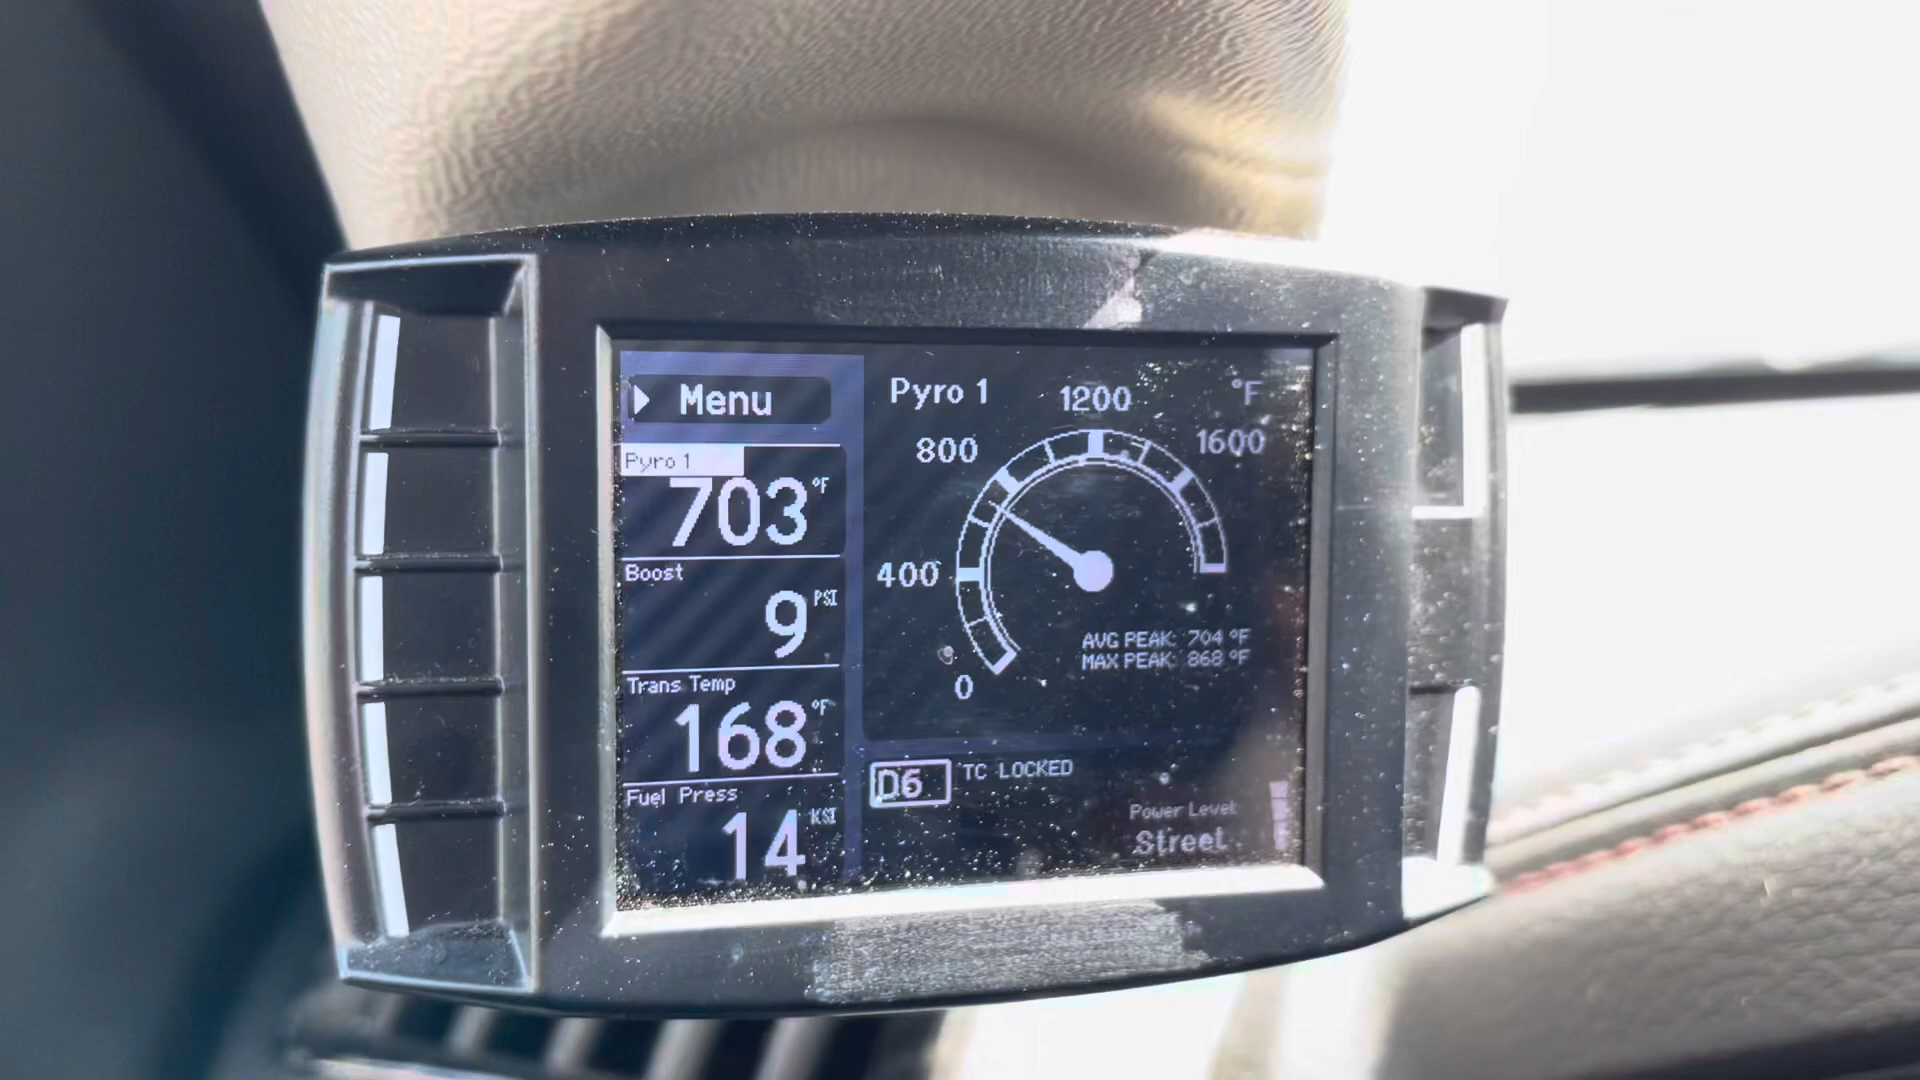 Menu
Pyro 1
703 °F
Boost
9 PSI
Trans Temp
168 °F
Fuel Press
14 KSI
Pyro 1
°F
1200
800
1600
400
0
AVG PEAK: 704 °F
MAX PEAK: 868 °F
D6 TC LOCKED
Power Level
Street